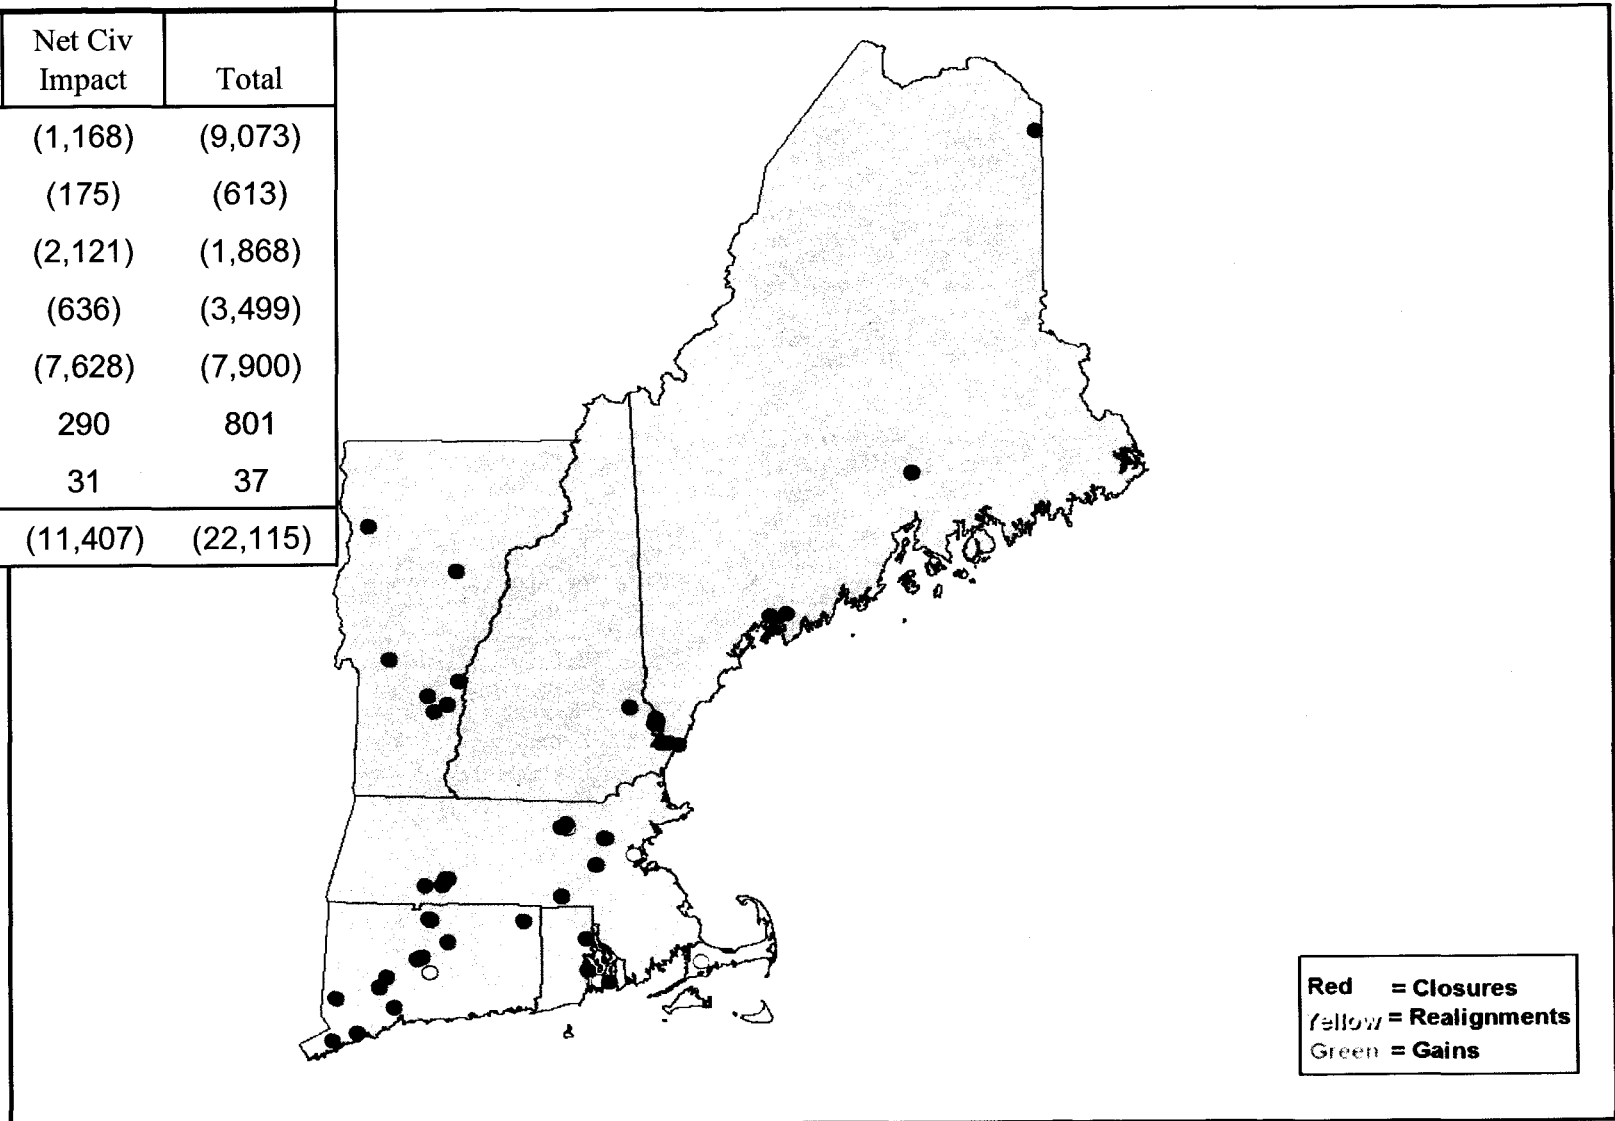 Net Civ
Impact Total
(1,168) (9,073)
(175) (613)
(2,121) (1,868)
(636) (3,499)
(7,628) (7,900)
290 801
31 37
(11,407) (22,115)
Red = Closures
Yellow = Realignments
Green = Gains